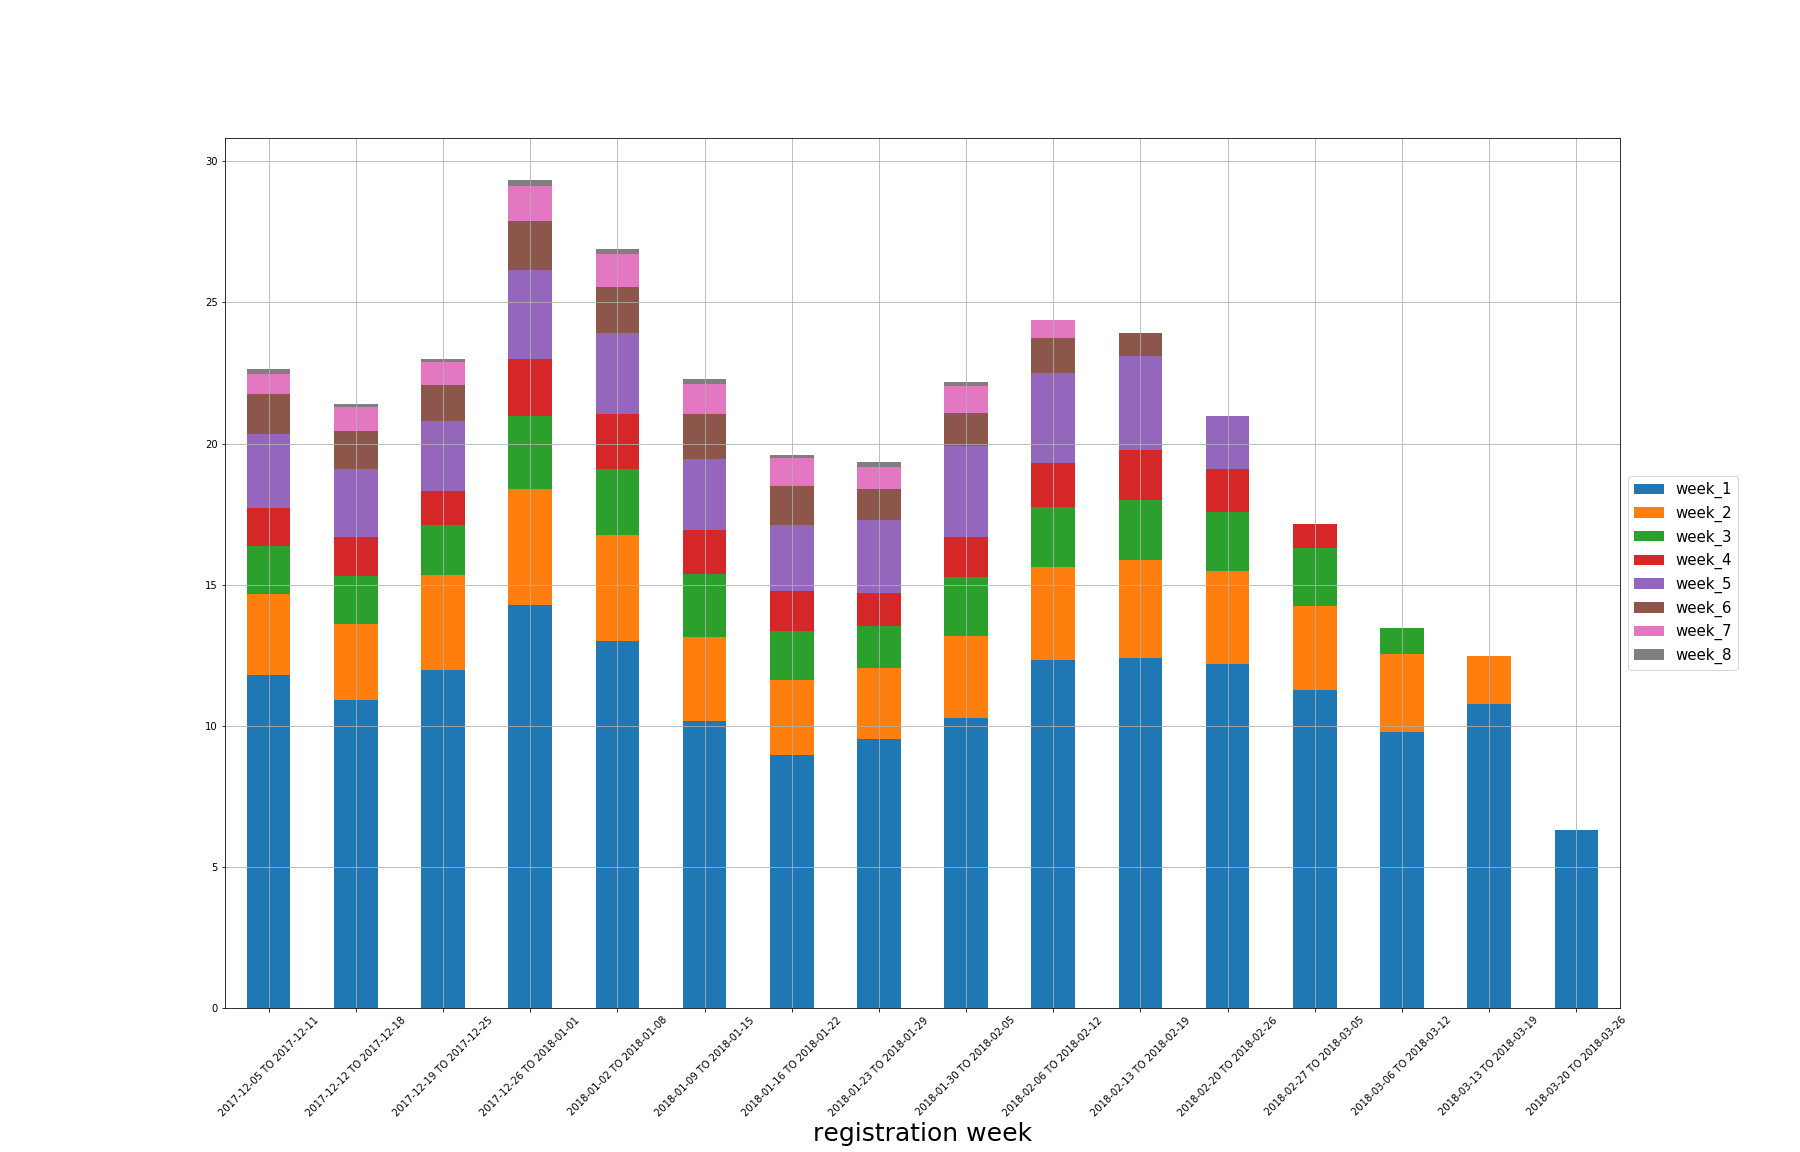 30
25
20
15
10
5
0
week_1
week_2
week_3
week_4
week_5
week_6
week_7
week_8
2017-12-05 TO 2017-12-11
2017-12-12 TO 2017-12-18
2017-12-19 TO 2017-12-25
2017-12-26 TO 2018-01-01
2018-01-02 TO 2018-01-08
2018-01-09 TO 2018-01-15
2018-01-16 TO 2018-01-22
2018-01-23 TO 2018-01-29
2018-01-30 TO 2018-02-05
2018-02-06 TO 2018-02-12
2018-02-13 TO 2018-02-19
2018-02-20 TO 2018-02-26
2018-02-27 TO 2018-03-05
2018-03-06 TO 2018-03-12
2018-03-13 TO 2018-03-19
2018-03-20 TO 2018-03-26
registration week